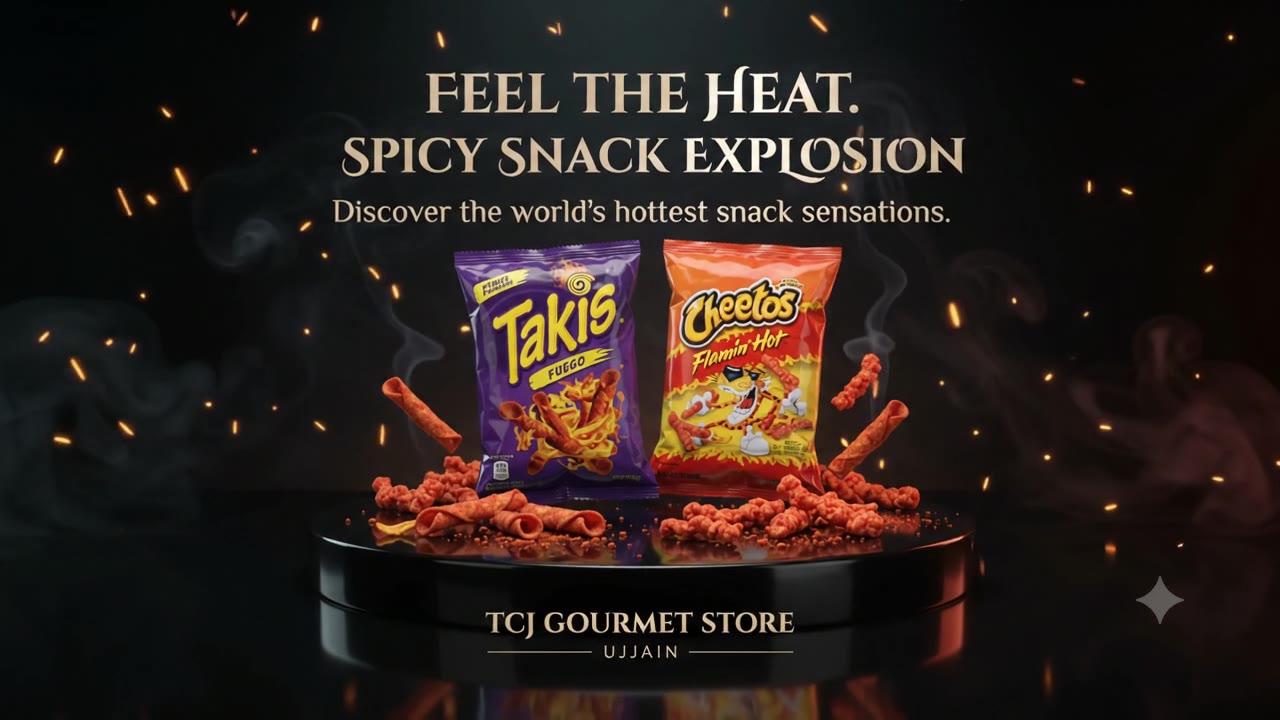 FEEL THE HEAT.
SPICY SNACK EXPLOSION
Discover the world's hottest snack sensations.
Takis
FUEGO
Cheetos
Flamin' Hot
TCJ GOURMET STORE
UJJAIN